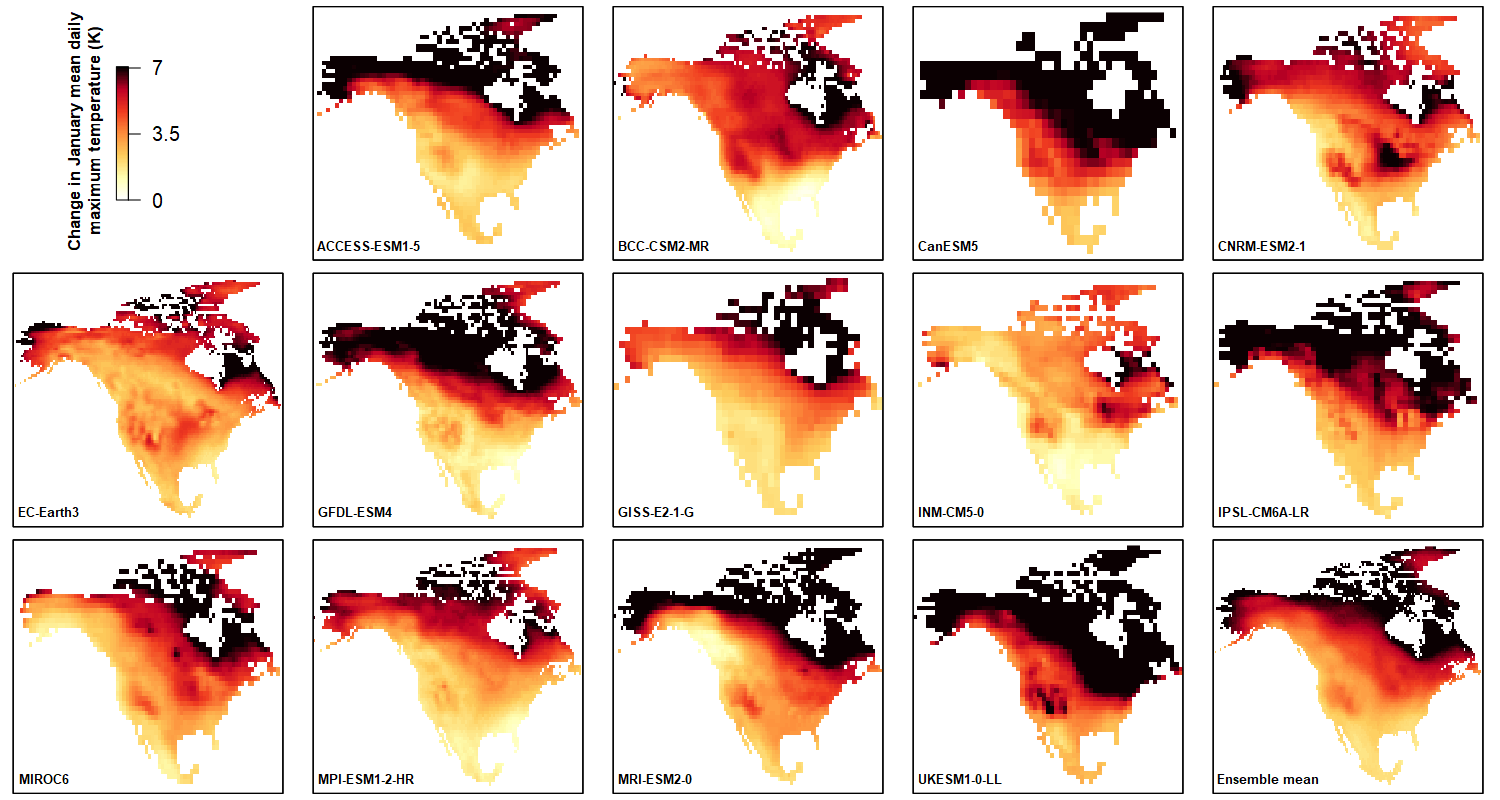 Change in January mean daily
maximum temperature (K)
7
3.5
0
ACCESS-ESM1-5
BCC-CSM2-MR
CanESM5
CNRM-ESM2-1
EC-Earth3
GFDL-ESM4
GISS-E2-1-G
INM-CM5-0
IPSL-CM6A-LR
MIROC6
MPI-ESM1-2-HR
MRI-ESM2-0
UKESM1-0-LL
Ensemble mean